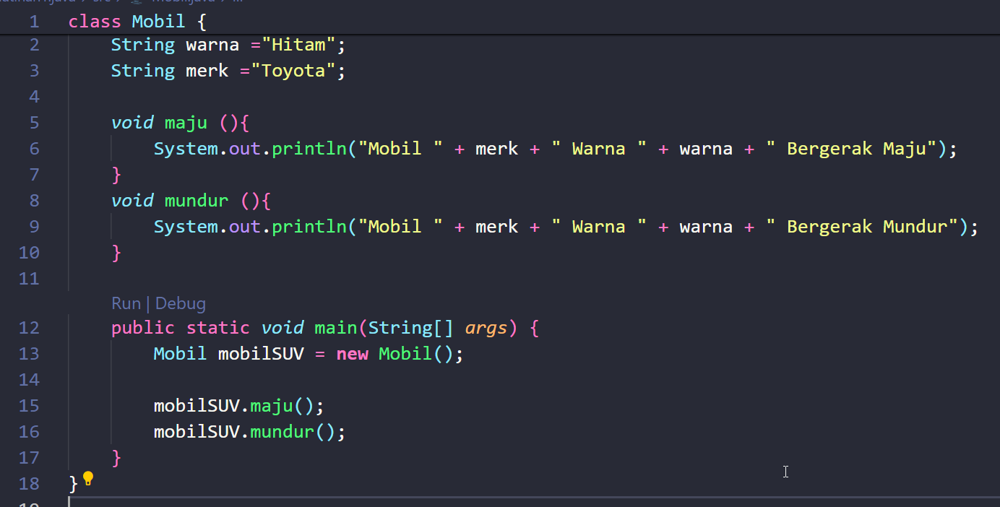 1 class Mobil {
2 String warna ="Hitam";
3 String merk ="Toyota";
4
5 void maju (){
6 System.out.println("Mobil " + merk + " Warna " + warna + " Bergerak Maju");
7 }
8 void mundur (){
9 System.out.println("Mobil " + merk + " Warna " + warna + " Bergerak Mundur");
10 }
11
Run | Debug
12 public static void main(String[] args) {
13 Mobil mobilSUV = new Mobil();
14
15 mobilSUV.maju();
16 mobilSUV.mundur();
17 }
18 }